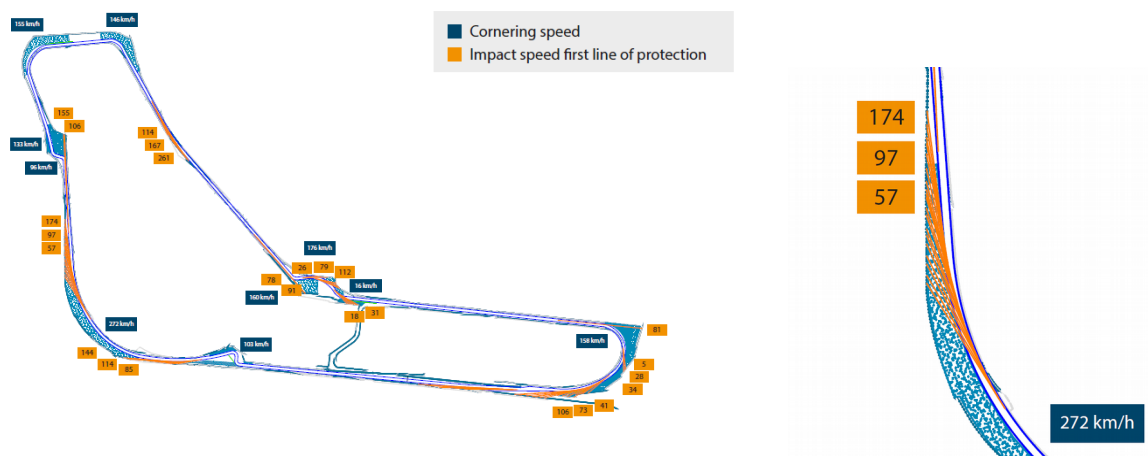 155 km/h
146 km/h
Cornering speed
Impact speed first line of protection
155
106
133 km/h
96 km/h
114
167
261
174
97
57
176 km/h
26
79
112
78
91
160 km/h
16 km/h
18
31
272 km/h
144
114
85
103 km/h
158 km/h
81
5
28
34
41
73
106
174
97
57
272 km/h